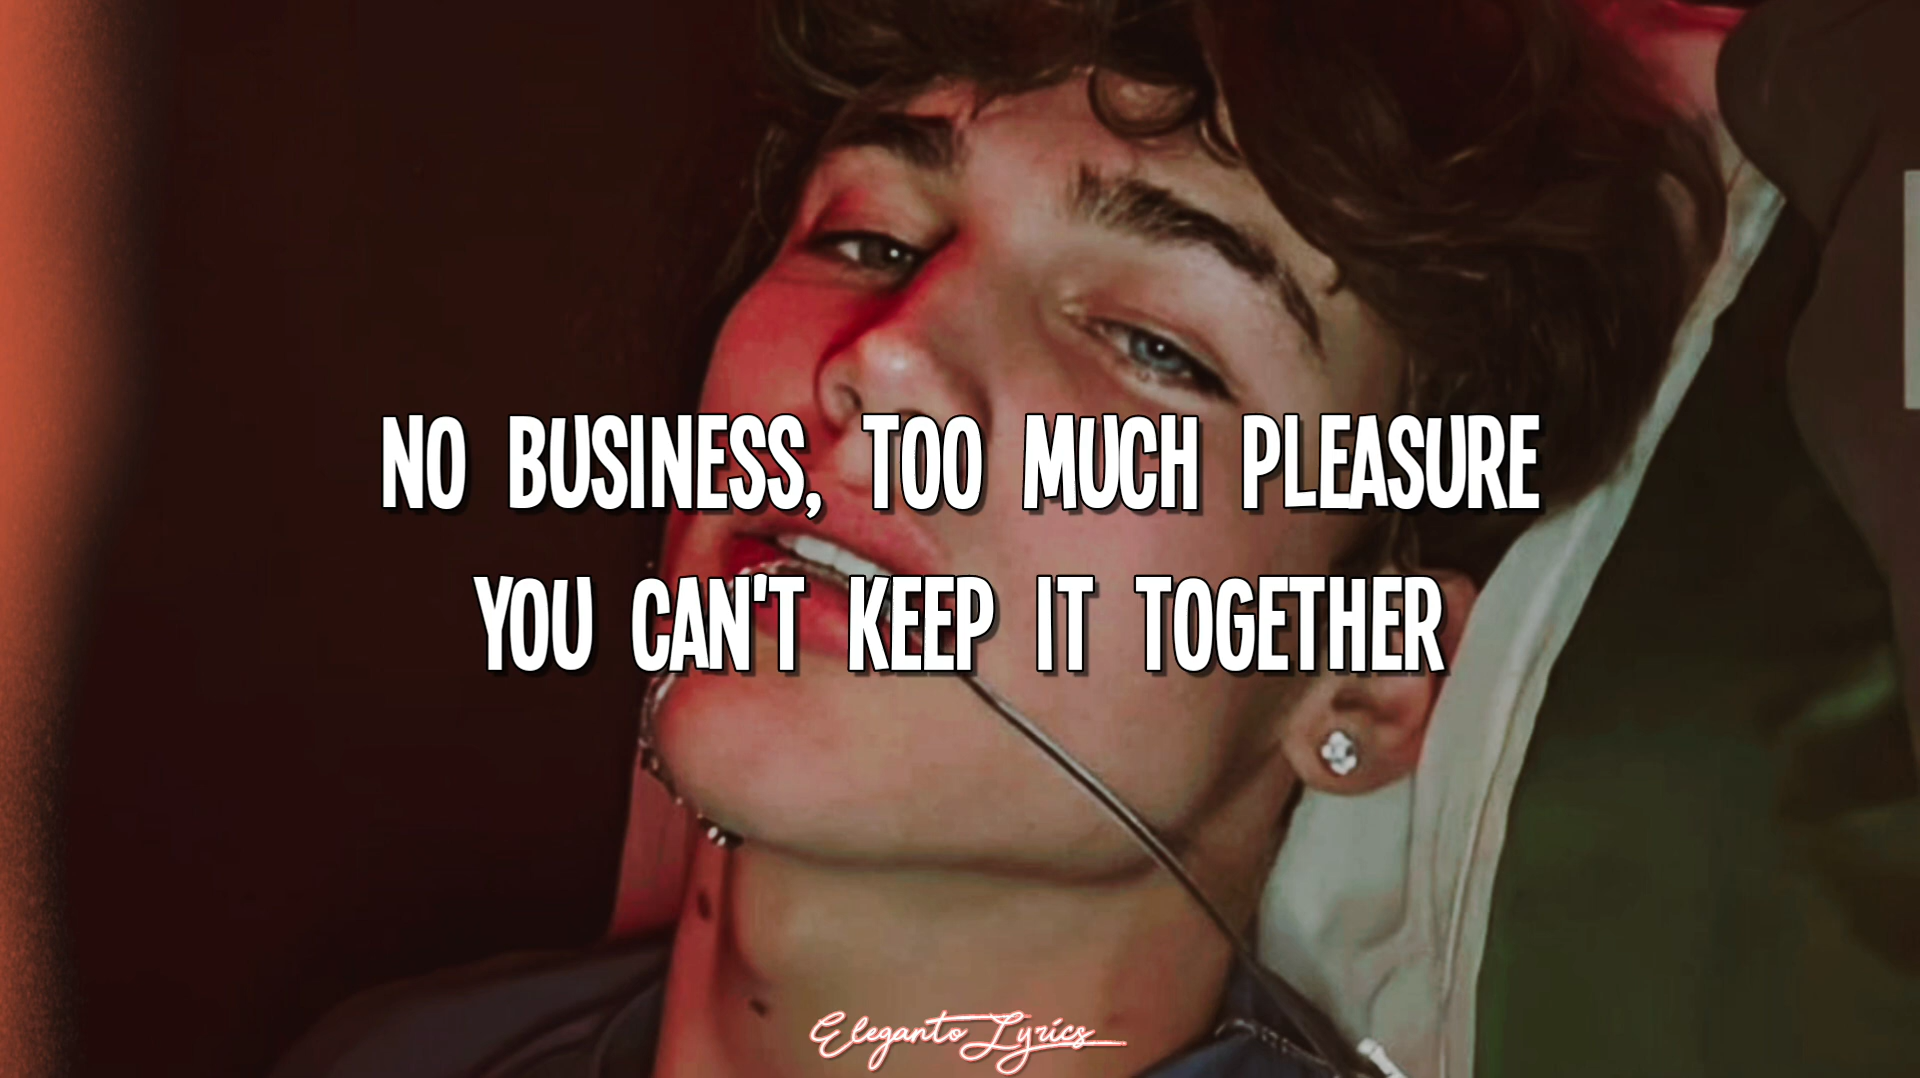 NO BUSINESS, TOO MUCH PLEASURE
YOU CAN'T KEEP IT TOGETHER
Eleganto Lyrics